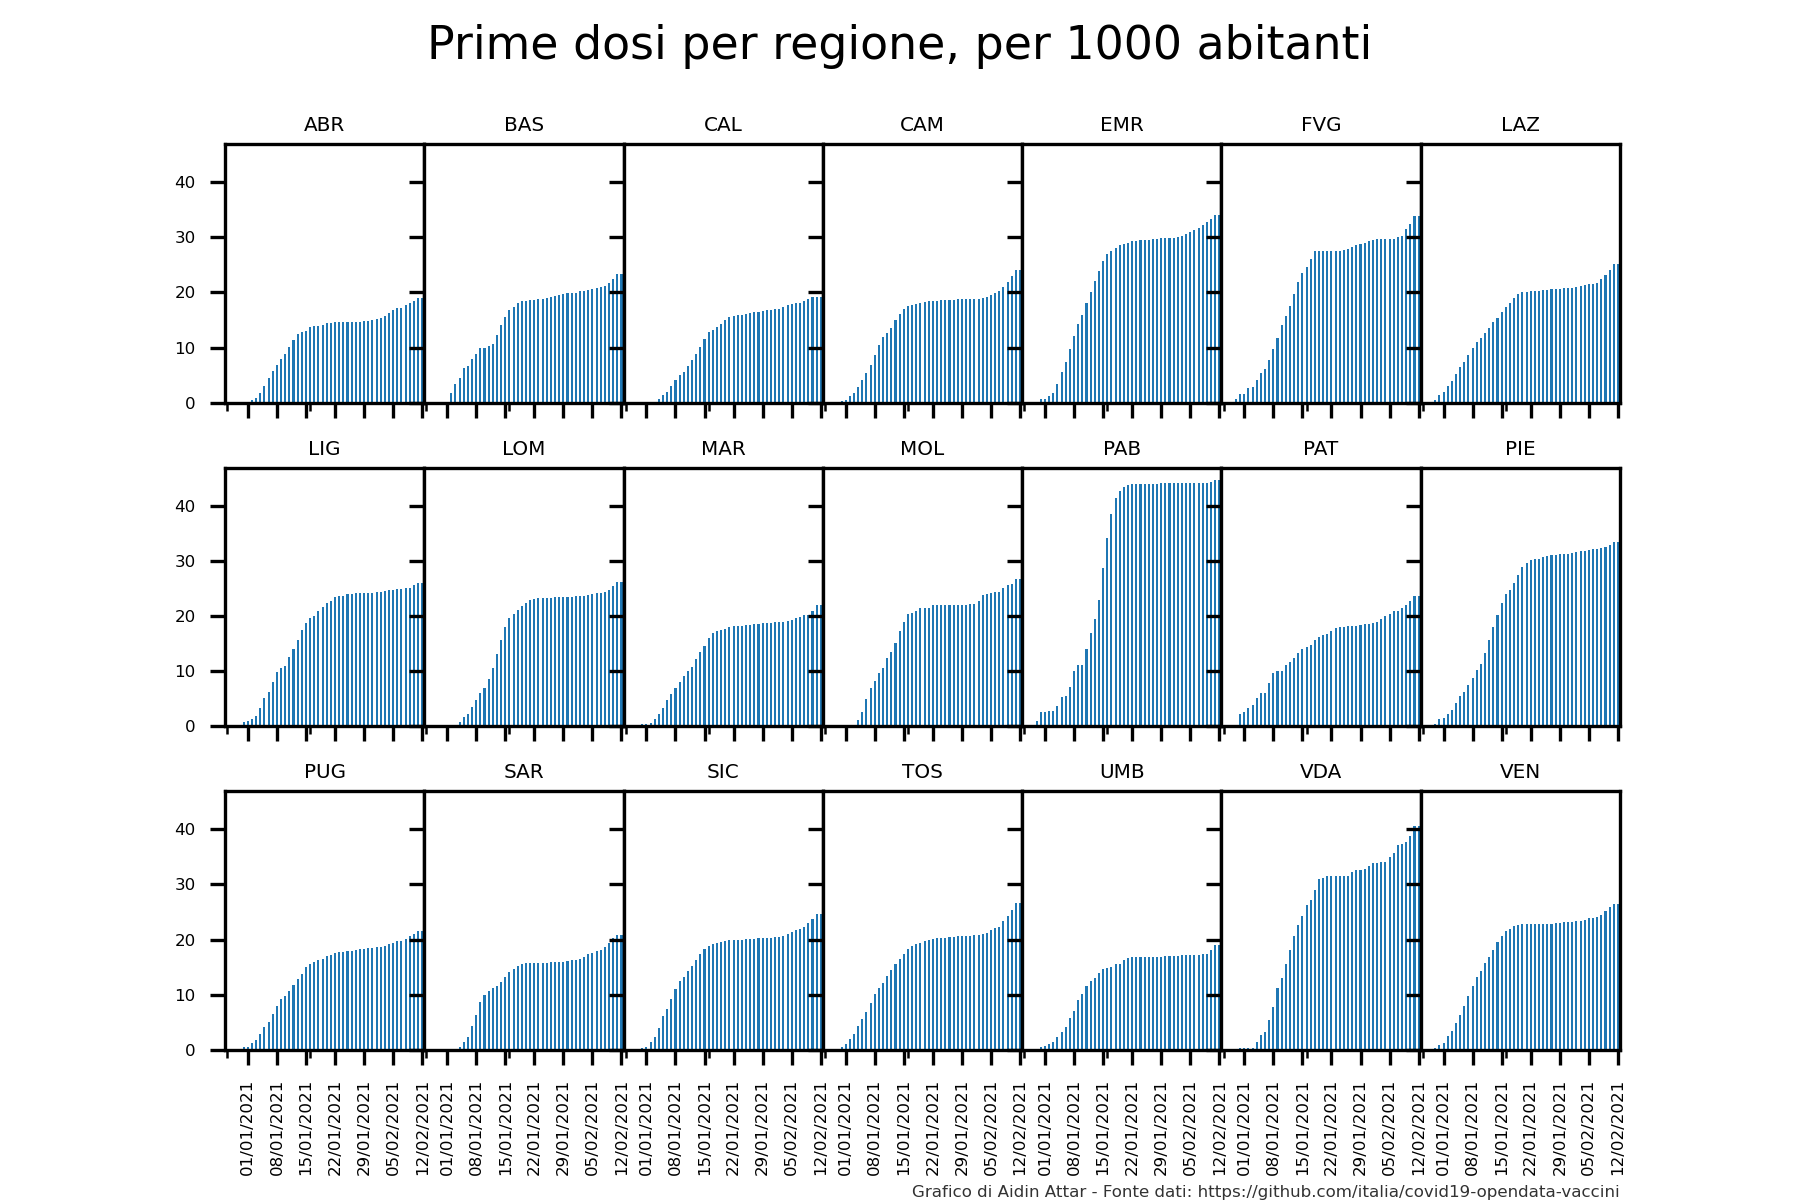 Prime dosi per regione, per 1000 abitanti
ABR BAS CAL CAM EMR FVG LAZ
40
30
20
10
0
LIG LOM MAR MOL PAB PAT PIE
40
30
20
10
0
PUG SAR SIC TOS UMB VDA VEN
40
30
20
10
0
01/01/2021 08/01/2021 15/01/2021 22/01/2021 29/01/2021 05/02/2021 12/02/2021 01/01/2021 08/01/2021 15/01/2021 22/01/2021 29/01/2021 05/02/2021 12/02/2021 01/01/2021 08/01/2021 15/01/2021 22/01/2021 29/01/2021 05/02/2021 12/02/2021 01/01/2021 08/01/2021 15/01/2021 22/01/2021 29/01/2021 05/02/2021 12/02/2021 01/01/2021 08/01/2021 15/01/2021 22/01/2021 29/01/2021 05/02/2021 12/02/2021 01/01/2021 08/01/2021 15/01/2021 22/01/2021 29/01/2021 05/02/2021 12/02/2021 01/01/2021 08/01/2021 15/01/2021 22/01/2021 29/01/2021 05/02/2021 12/02/2021
Grafico di Aidin Attar - Fonte dati: https://github.com/italia/covid19-opendata-vaccini